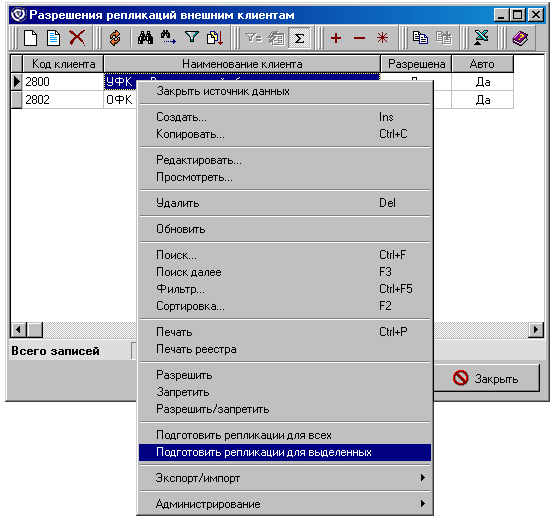 Разрешения репликаций внешним клиентам
Код клиента Наименование клиента Разрешена Авто
2800 УФК Да
2802 ОФК Да
Закрыть источник данных
Создать... Ins
Копировать... Ctrl+C
Редактировать...
Просмотреть...
Удалить Del
Обновить
Поиск... Ctrl+F
Поиск далее F3
Фильтр... Ctrl+F5
Сортировка... F2
Печать Ctrl+P
Печать реестра
Разрешить
Запретить
Разрешить/запретить
Подготовить репликации для всех
Подготовить репликации для выделенных
Экспорт/импорт
Администрирование
Всего записей
Закрыть